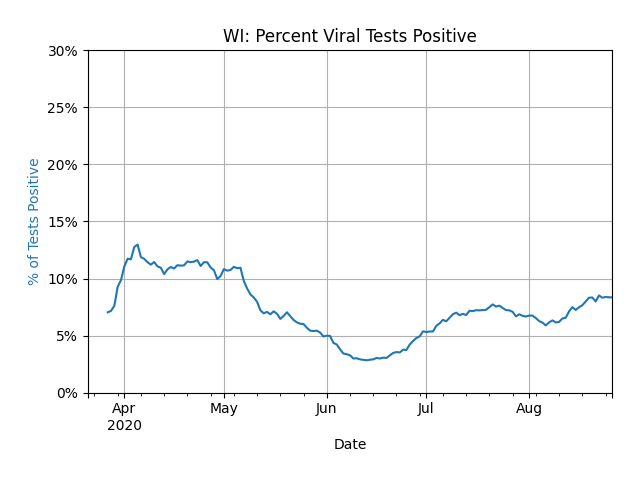 WI: Percent Viral Tests Positive
30%
25%
20%
15%
10%
5%
0%
% of Tests Positive
Apr
2020
May
Jun
Jul
Aug
Date